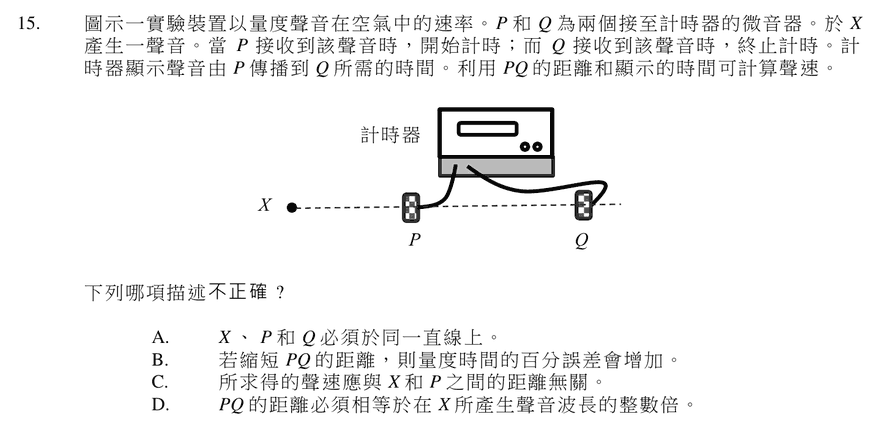 15. 圖示一實驗裝置以量度聲音在空氣中的速率。P 和 Q 為兩個接至計時器的微音器。於 X
產生一聲音。當 P 接收到該聲音時，開始計時；而 Q 接收到該聲音時，終止計時。計
時器顯示聲音由 P 傳播到 Q 所需的時間。利用 PQ 的距離和顯示的時間可計算聲速。
計時器
X
P Q
下列哪項描述不正確 ?
A. X、P 和 Q 必須於同一直線上。
B. 若縮短 PQ 的距離，則量度時間的百分誤差會增加。
C. 所求得的聲速應與 X 和 P 之間的距離無關。
D. PQ 的距離必須相等於在 X 所產生聲音波長的整數倍。